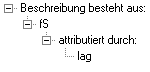 Beschreibung besteht aus:
fS
attributiert durch:
lag